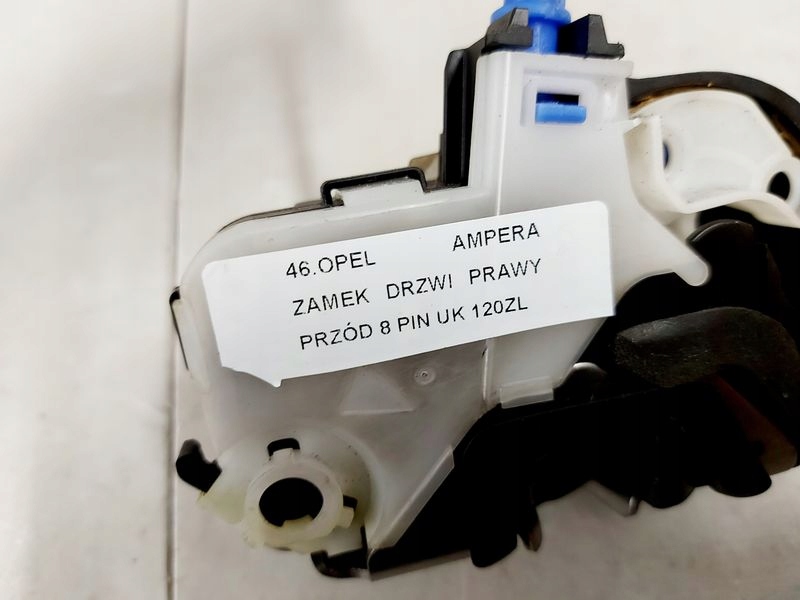 46.OPEL AMPERA
ZAMEK DRZWI PRAWY
PRZÓD 8 PIN UK 120ZL